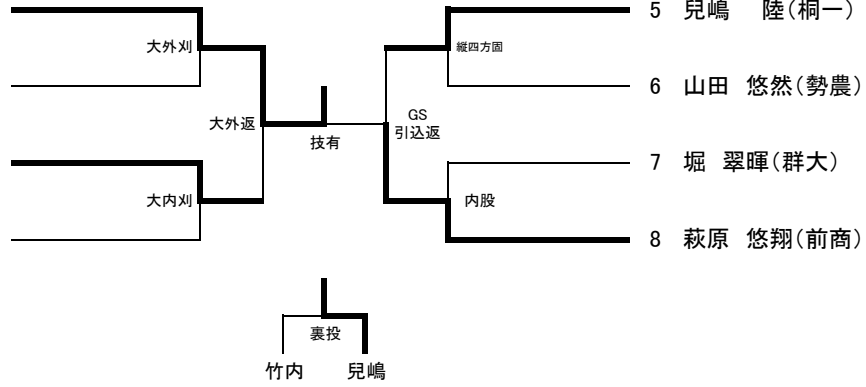 5 兒嶋 陸(桐一)
大外刈
縦四方固
6 山田 悠然(勢農)
大外返
GS
引込返
技有
7 堀 翠暉(群大)
大内刈
内股
8 萩原 悠翔(前商)
裏投
竹内 兒嶋